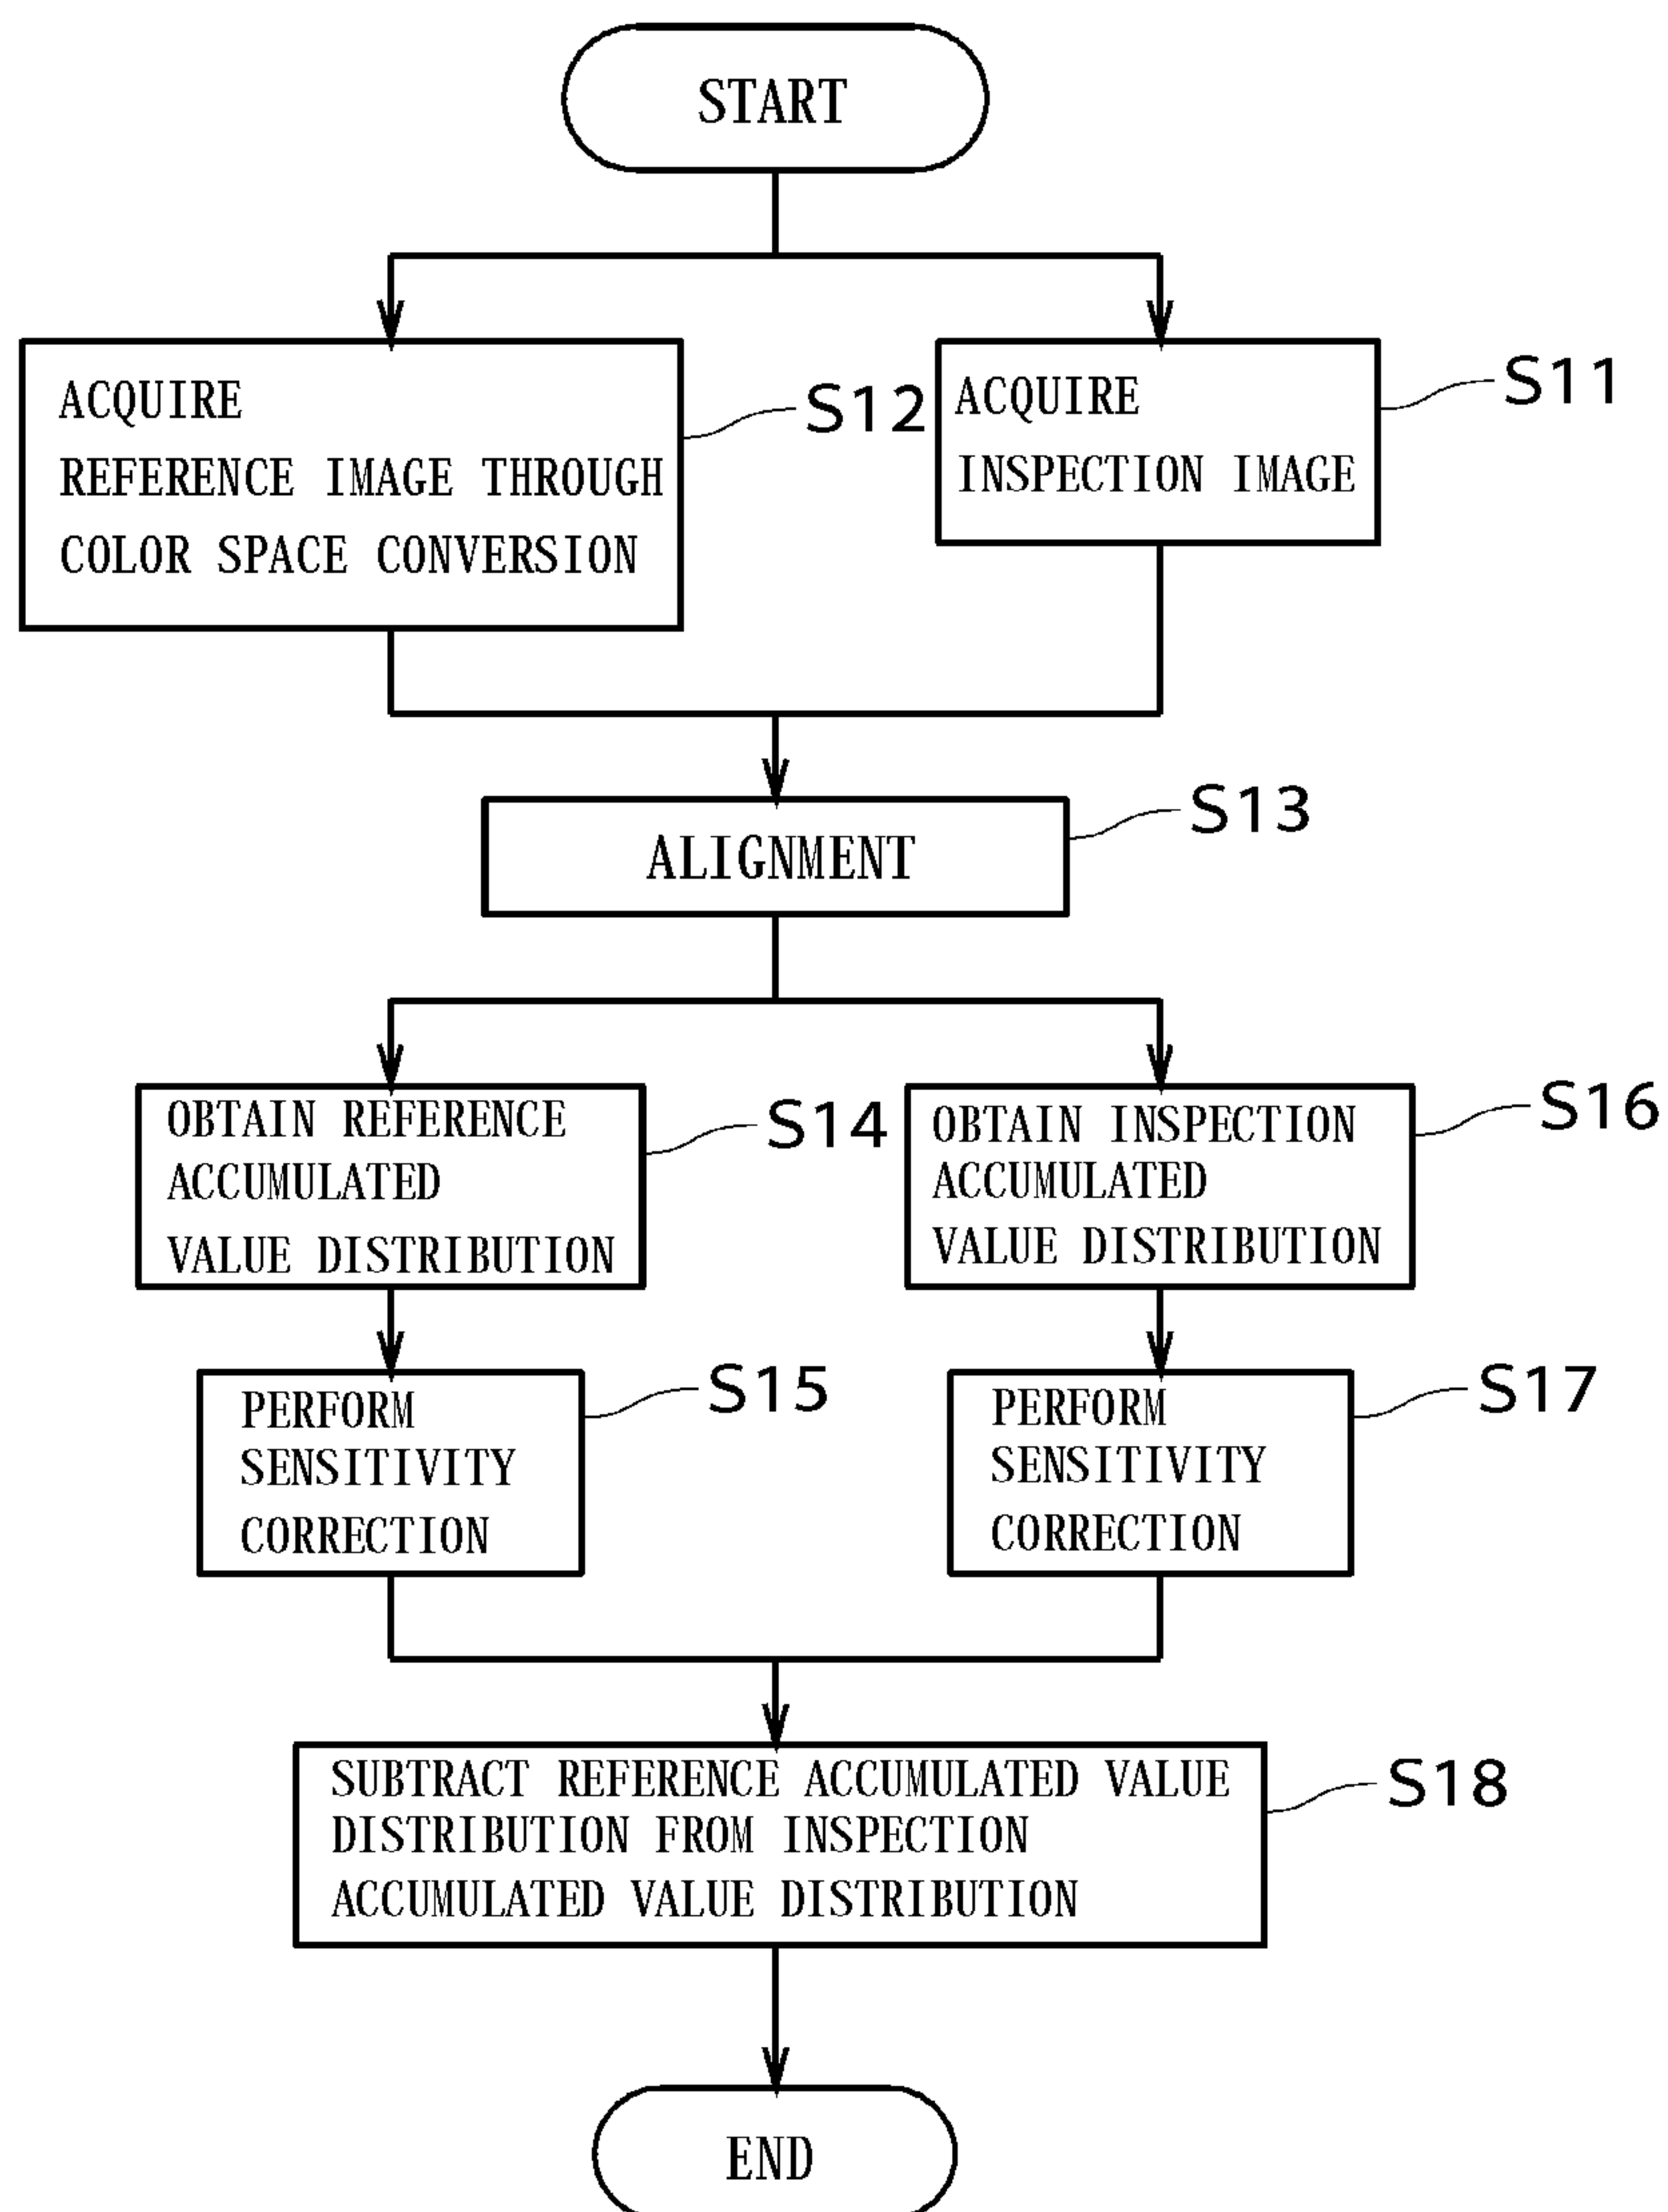 START
ACQUIRE
REFERENCE IMAGE THROUGH
COLOR SPACE CONVERSION
S12
ACQUIRE
INSPECTION IMAGE
S11
ALIGNMENT
S13
OBTAIN REFERENCE
ACCUMULATED
VALUE DISTRIBUTION
S14
OBTAIN INSPECTION
ACCUMULATED
VALUE DISTRIBUTION
S16
PERFORM
SENSITIVITY
CORRECTION
S15
PERFORM
SENSITIVITY
CORRECTION
S17
SUBTRACT REFERENCE ACCUMULATED VALUE
DISTRIBUTION FROM INSPECTION
ACCUMULATED VALUE DISTRIBUTION
S18
END